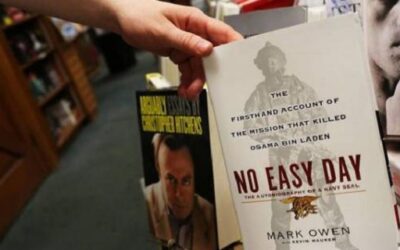 ARGUABLY ESSAYS BY
CHRISTOPHER HITCHENS
THE
FIRSTHAND ACCOUNT OF
THE MISSION THAT KILLED
OSAMA BIN LADEN
NO EASY DAY
THE AUTOBIOGRAPHY OF A NAVY SEAL
MARK OWEN
WITH KEVIN MAURER